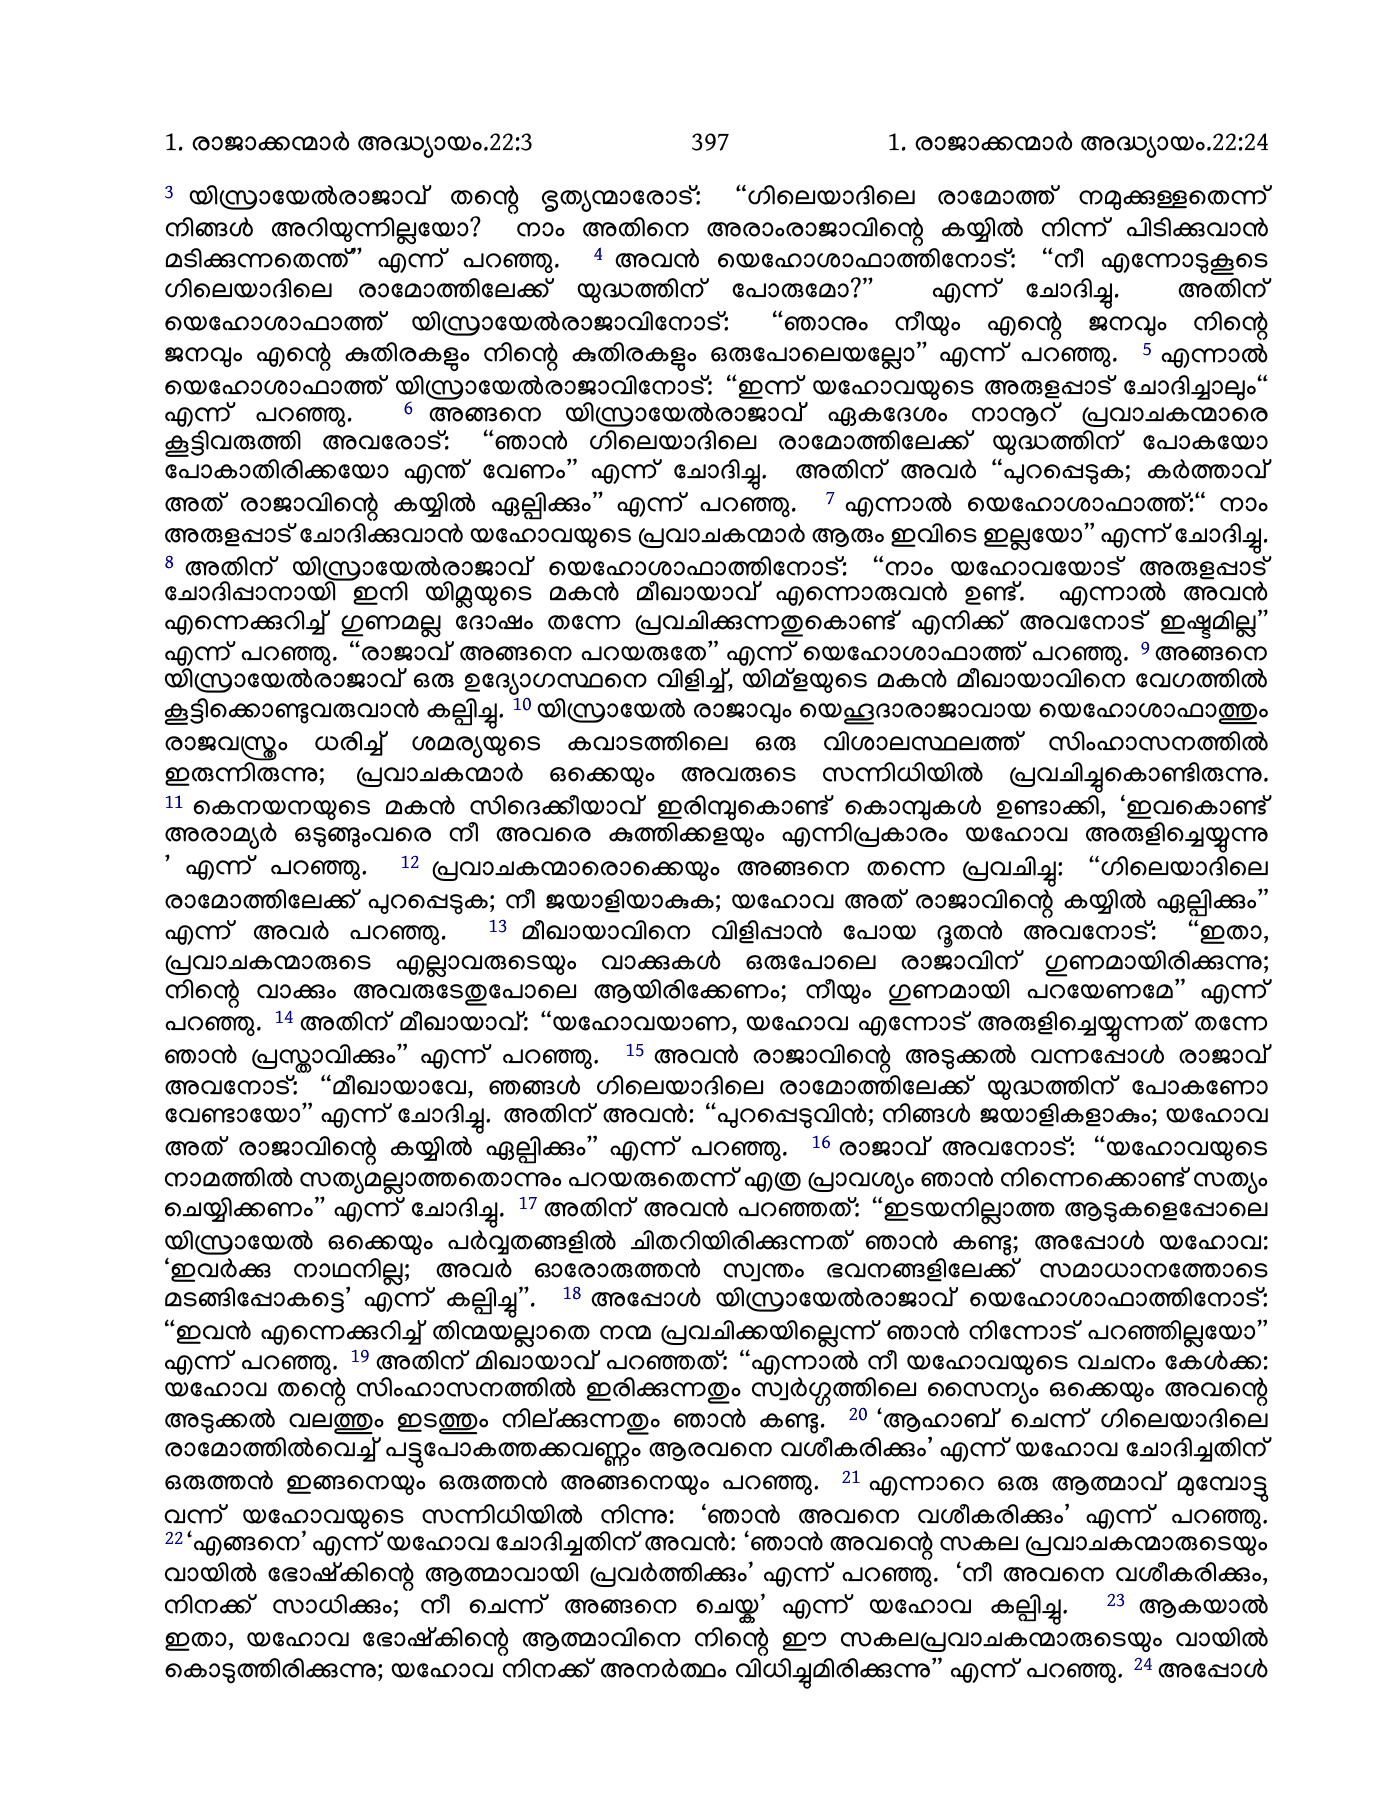 1. രാജാക്കന്മാർ അദ്ധ്യായം.22:3 397 1. രാജാക്കന്മാർ അദ്ധ്യായം.22:24
3 യിസ്രായേൽരാജാവ് തന്റെ ഭൃത്യന്മാരോട്: “ഗിലെയാദിലെ രാമോത്ത് നമുക്കുള്ളതെന്ന്
നിങ്ങൾ അറിയുന്നില്ലയോ? നാം അതിനെ അരാംരാജാവിന്റെ കയ്യിൽ നിന്ന് പിടിക്കുവാൻ
മടിക്കുന്നതെന്ത്” എന്ന് പറഞ്ഞു. 4 അവൻ യെഹോശാഫാത്തിനോട്: “നീ എന്നോടുകൂടെ
ഗിലെയാദിലെ രാമോത്തിലേക്ക് യുദ്ധത്തിന് പോരുമോ?” എന്ന് ചോദിച്ചു. അതിന്
യെഹോശാഫാത്ത് യിസ്രായേൽരാജാവിനോട്: “ഞാനും നീയും എന്റെ ജനവും നിന്റെ
ജനവും എന്റെ കുതിരകളും നിന്റെ കുതിരകളും ഒരുപോലെയല്ലോ” എന്ന് പറഞ്ഞു. 5 എന്നാൽ
യെഹോശാഫാത്ത് യിസ്രായേൽരാജാവിനോട്: “ഇന്ന് യഹോവയുടെ അരുളപ്പാട് ചോദിച്ചാലും“
എന്ന് പറഞ്ഞു. 6 അങ്ങനെ യിസ്രായേൽരാജാവ് ഏകദേശം നാനൂറ് പ്രവാചകന്മാരെ
കൂട്ടിവരുത്തി അവരോട്: “ഞാൻ ഗിലെയാദിലെ രാമോത്തിലേക്ക് യുദ്ധത്തിന് പോകയോ
പോകാതിരിക്കയോ എന്ത് വേണം” എന്ന് ചോദിച്ചു. അതിന് അവർ “പുറപ്പെടുക; കർത്താവ്
അത് രാജാവിന്റെ കയ്യിൽ ഏല്പിക്കും” എന്ന് പറഞ്ഞു. 7 എന്നാൽ യെഹോശാഫാത്ത്:“ നാം
അരുളപ്പാട് ചോദിക്കുവാൻ യഹോവയുടെ പ്രവാചകന്മാർ ആരും ഇവിടെ ഇല്ലയോ” എന്ന് ചോദിച്ചു.
8 അതിന് യിസ്രായേൽരാജാവ് യെഹോശാഫാത്തിനോട്: “നാം യഹോവയോട് അരുളപ്പാട്
ചോദിപ്പാനായി ഇനി യിമ്ലയുടെ മകൻ മീഖായാവ് എന്നൊരുവൻ ഉണ്ട്. എന്നാൽ അവൻ
എന്നെക്കുറിച്ച് ഗുണമല്ല ദോഷം തന്നേ പ്രവചിക്കുന്നതുകൊണ്ട് എനിക്ക് അവനോട് ഇഷ്ടമില്ല”
എന്ന് പറഞ്ഞു. “രാജാവ് അങ്ങനെ പറയരുതേ” എന്ന് യെഹോശാഫാത്ത് പറഞ്ഞു. 9 അങ്ങനെ
യിസ്രായേൽരാജാവ് ഒരു ഉദ്യോഗസ്ഥനെ വിളിച്ച്, യിമ്ളയുടെ മകൻ മീഖായാവിനെ വേഗത്തിൽ
കൂട്ടിക്കൊണ്ടുവരുവാൻ കല്പിച്ചു. 10 യിസ്രായേൽ രാജാവും യെഹൂദാരാജാവായ യെഹോശാഫാത്തും
രാജവസ്ത്രം ധരിച്ച് ശമര്യയുടെ കവാടത്തിലെ ഒരു വിശാലസ്ഥലത്ത് സിംഹാസനത്തിൽ
ഇരുന്നിരുന്നു; പ്രവാചകന്മാർ ഒക്കെയും അവരുടെ സന്നിധിയിൽ പ്രവചിച്ചുകൊണ്ടിരുന്നു.
11 കെനയനയുടെ മകൻ സിദെക്കീയാവ് ഇരിമ്പുകൊണ്ട് കൊമ്പുകൾ ഉണ്ടാക്കി, ‘ഇവകൊണ്ട്
അരാമ്യർ ഒടുങ്ങുംവരെ നീ അവരെ കുത്തിക്കളയും എന്നിപ്രകാരം യഹോവ അരുളിച്ചെയ്യുന്നു
’ എന്ന് പറഞ്ഞു. 12 പ്രവാചകന്മാരൊക്കെയും അങ്ങനെ തന്നെ പ്രവചിച്ചു: “ഗിലെയാദിലെ
രാമോത്തിലേക്ക് പുറപ്പെടുക; നീ ജയാളിയാകുക; യഹോവ അത് രാജാവിന്റെ കയ്യിൽ ഏല്പിക്കും”
എന്ന് അവർ പറഞ്ഞു. 13 മീഖായാവിനെ വിളിപ്പാൻ പോയ ദൂതൻ അവനോട്: “ഇതാ,
പ്രവാചകന്മാരുടെ എല്ലാവരുടെയും വാക്കുകൾ ഒരുപോലെ രാജാവിന് ഗുണമായിരിക്കുന്നു;
നിന്റെ വാക്കും അവരുടേതുപോലെ ആയിരിക്കേണം; നീയും ഗുണമായി പറയേണമേ” എന്ന്
പറഞ്ഞു. 14 അതിന് മീഖായാവ്: “യഹോവയാണ, യഹോവ എന്നോട് അരുളിച്ചെയ്യുന്നത് തന്നേ
ഞാൻ പ്രസ്താവിക്കും” എന്ന് പറഞ്ഞു. 15 അവൻ രാജാവിന്റെ അടുക്കൽ വന്നപ്പോൾ രാജാവ്
അവനോട്: “മീഖായാവേ, ഞങ്ങൾ ഗിലെയാദിലെ രാമോത്തിലേക്ക് യുദ്ധത്തിന് പോകണോ
വേണ്ടായോ” എന്ന് ചോദിച്ചു. അതിന് അവൻ: “പുറപ്പെടുവിൻ; നിങ്ങൾ ജയാളികളാകും; യഹോവ
അത് രാജാവിന്റെ കയ്യിൽ ഏല്പിക്കും” എന്ന് പറഞ്ഞു. 16 രാജാവ് അവനോട്: “യഹോവയുടെ
നാമത്തിൽ സത്യമല്ലാത്തതൊന്നും പറയരുതെന്ന് എത്ര പ്രാവശ്യം ഞാൻ നിന്നെക്കൊണ്ട് സത്യം
ചെയ്യിക്കണം” എന്ന് ചോദിച്ചു. 17 അതിന് അവൻ പറഞ്ഞത്: “ഇടയനില്ലാത്ത ആടുകളെപ്പോലെ
യിസ്രായേൽ ഒക്കെയും പർവ്വതങ്ങളിൽ ചിതറിയിരിക്കുന്നത് ഞാൻ കണ്ടു; അപ്പോൾ യഹോവ:
‘ഇവർക്കു നാഥനില്ല; അവർ ഓരോരുത്തൻ സ്വന്തം ഭവനങ്ങളിലേക്ക് സമാധാനത്തോടെ
മടങ്ങിപ്പോകട്ടെ’ എന്ന് കല്പിച്ചു”. 18 അപ്പോൾ യിസ്രായേൽരാജാവ് യെഹോശാഫാത്തിനോട്:
“ഇവൻ എന്നെക്കുറിച്ച് തിന്മയല്ലാതെ നന്മ പ്രവചിക്കയില്ലെന്ന് ഞാൻ നിന്നോട് പറഞ്ഞില്ലയോ”
എന്ന് പറഞ്ഞു. 19 അതിന് മിഖായാവ് പറഞ്ഞത്: “എന്നാൽ നീ യഹോവയുടെ വചനം കേൾക്ക:
യഹോവ തന്റെ സിംഹാസനത്തിൽ ഇരിക്കുന്നതും സ്വർഗ്ഗത്തിലെ സൈന്യം ഒക്കെയും അവന്റെ
അടുക്കൽ വലത്തും ഇടത്തും നില്ക്കുന്നതും ഞാൻ കണ്ടു. 20 ‘ആഹാബ് ചെന്ന് ഗിലെയാദിലെ
രാമോത്തിൽവെച്ച് പട്ടുപോകത്തക്കവണ്ണം ആരവനെ വശീകരിക്കും’ എന്ന് യഹോവ ചോദിച്ചതിന്
ഒരുത്തൻ ഇങ്ങനെയും ഒരുത്തൻ അങ്ങനെയും പറഞ്ഞു. 21 എന്നാറെ ഒരു ആത്മാവ് മുമ്പോട്ടു
വന്ന് യഹോവയുടെ സന്നിധിയിൽ നിന്നു: ‘ഞാൻ അവനെ വശീകരിക്കും’ എന്ന് പറഞ്ഞു.
22 ‘എങ്ങനെ’ എന്ന് യഹോവ ചോദിച്ചതിന് അവൻ: ‘ഞാൻ അവന്റെ സകല പ്രവാചകന്മാരുടെയും
വായിൽ ഭോഷ്കിന്റെ ആത്മാവായി പ്രവർത്തിക്കും’ എന്ന് പറഞ്ഞു. ‘നീ അവനെ വശീകരിക്കും,
നിനക്ക് സാധിക്കും; നീ ചെന്ന് അങ്ങനെ ചെയ്ക’ എന്ന് യഹോവ കല്പിച്ചു. 23 ആകയാൽ
ഇതാ, യഹോവ ഭോഷ്കിന്റെ ആത്മാവിനെ നിന്റെ ഈ സകലപ്രവാചകന്മാരുടെയും വായിൽ
കൊടുത്തിരിക്കുന്നു; യഹോവ നിനക്ക് അനർത്ഥം വിധിച്ചുമിരിക്കുന്നു” എന്ന് പറഞ്ഞു. 24 അപ്പോൾ